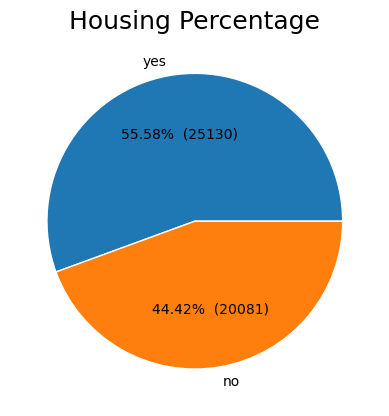 Housing Percentage
yes
55.58%  (25130)
44.42%  (20081)
no